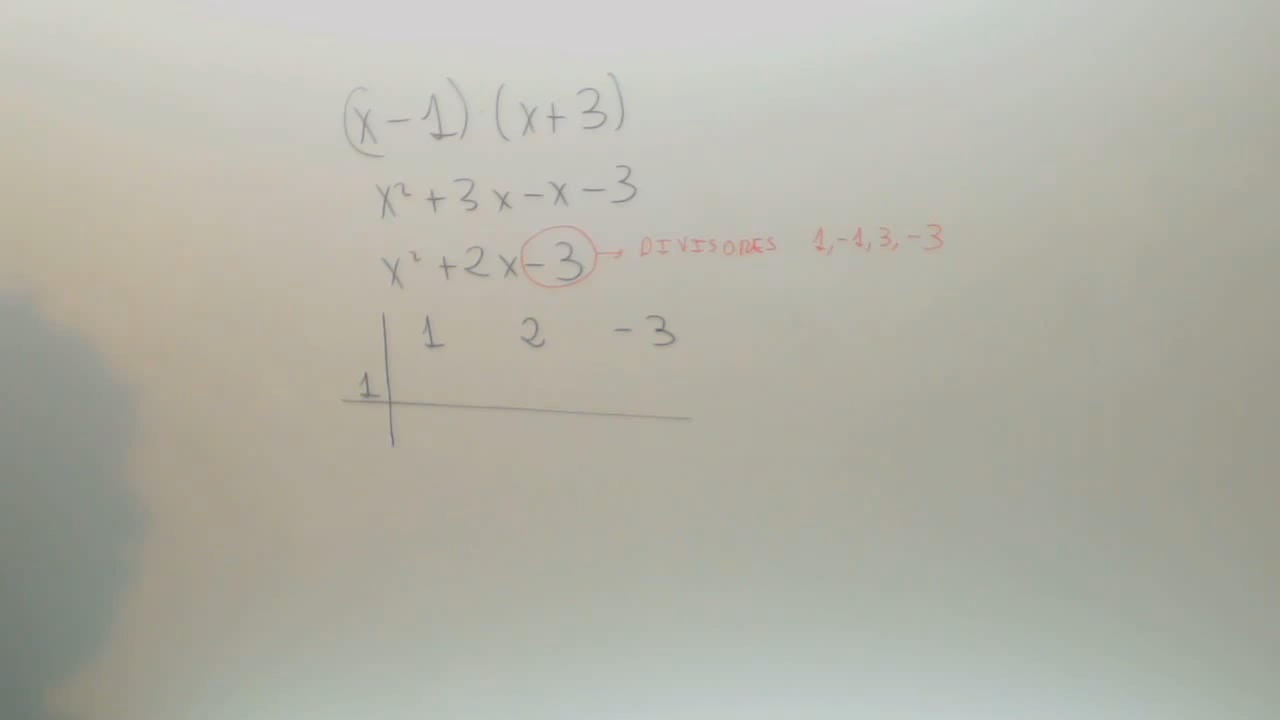 (x-1)·(x+3)
x²+3x-x-3
x²+2x-3 → DIVISORES 1,-1,3,-3
1 2 -3
1